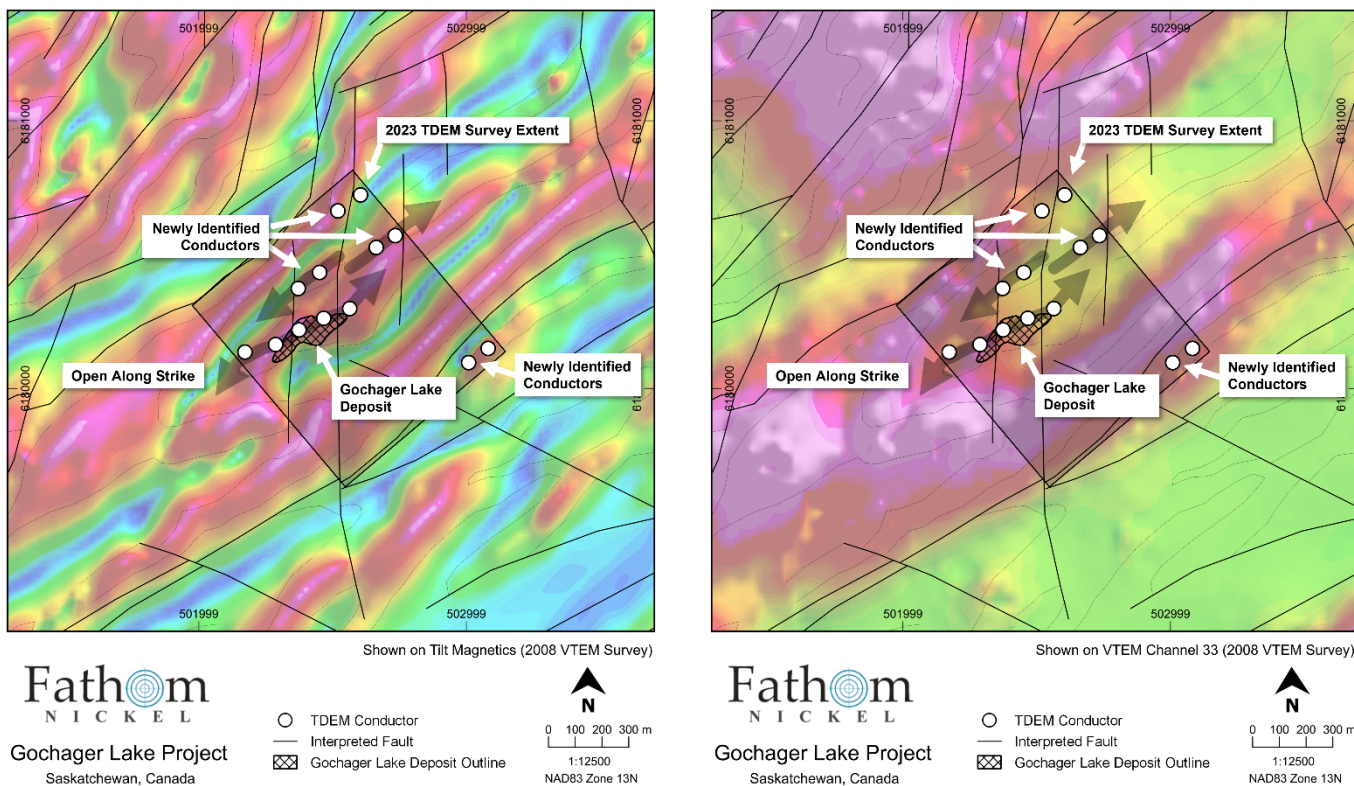 501999
502999
6181000
6181000
2023 TDEM Survey Extent
Newly Identified
Conductors
Open Along Strike
Gochager Lake
Deposit
Newly Identified
Conductors
6180000
6180000
501999
502999
Shown on Tilt Magnetics (2008 VTEM Survey)
Fathom
NICKEL
Gochager Lake Project
Saskatchewan, Canada
TDEM Conductor
Interpreted Fault
Gochager Lake Deposit Outline
N
0 100 200 300 m
1:12500
NAD83 Zone 13N
501999
502999
6181000
6181000
2023 TDEM Survey Extent
Newly Identified
Conductors
Open Along Strike
Gochager Lake
Deposit
Newly Identified
Conductors
6180000
501999
502999
Shown on VTEM Channel 33 (2008 VTEM Survey)
Fathom
NICKEL
Gochager Lake Project
Saskatchewan, Canada
TDEM Conductor
Interpreted Fault
Gochager Lake Deposit Outline
N
0 100 200 300 m
1:12500
NAD83 Zone 13N